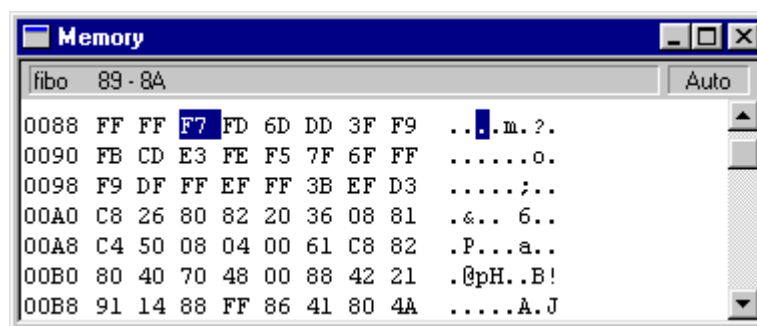 Memory
fibo 89 - 8A Auto
0088 FF FF F7 FD 6D DD 3F F9 ....m.?.
0090 FB CD E3 FE F5 7F 6F FF ......o.
0098 F9 DF FF EF FF 3B EF D3 .....;..
00A0 C8 26 80 82 20 36 08 81 .&.. 6..
00A8 C4 50 08 04 00 61 C8 82 .P...a..
00B0 80 40 70 48 00 88 42 21 .@pH..B!
00B8 91 14 88 FF 86 41 80 4A .....A.J